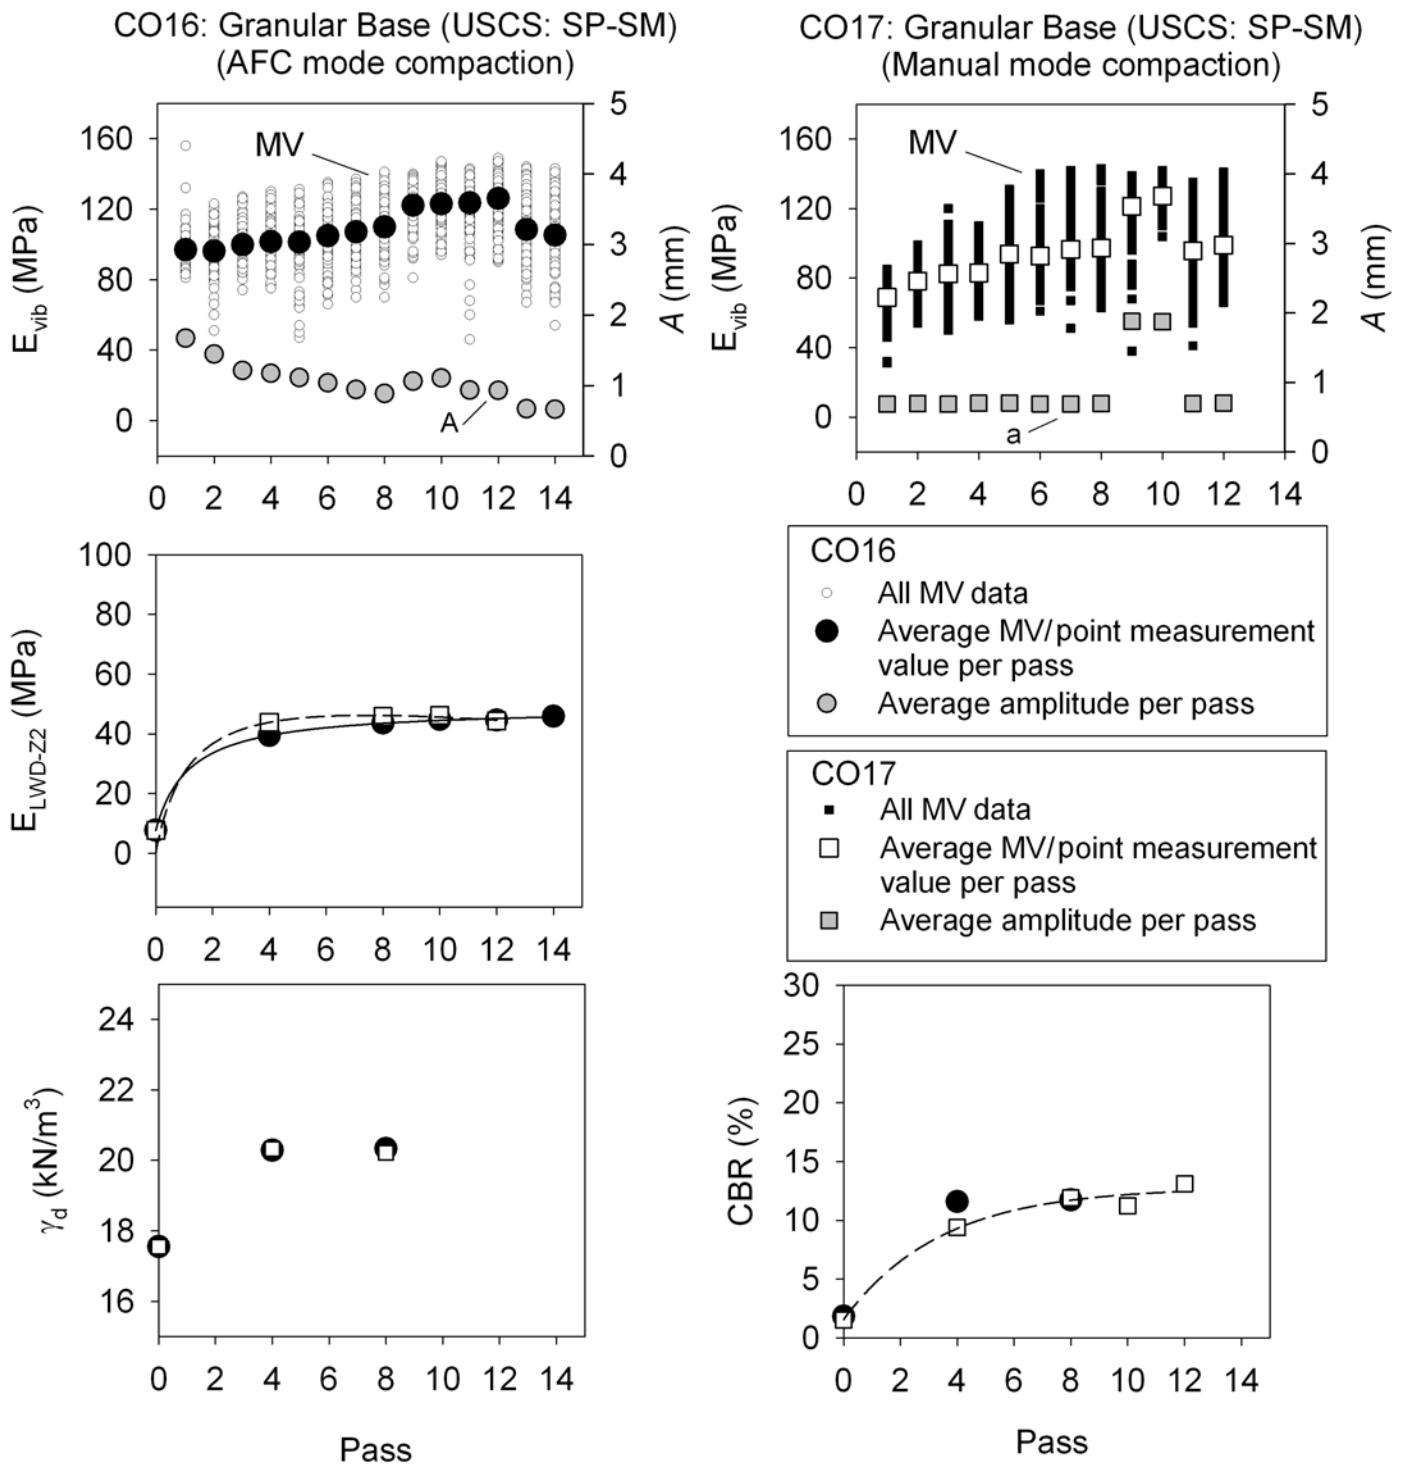 CO16: Granular Base (USCS: SP-SM)
(AFC mode compaction)
160
120
80
40
0
E_vib (MPa)
MV
A
5
4
3
2
1
0
A (mm)
0 2 4 6 8 10 12 14
CO17: Granular Base (USCS: SP-SM)
(Manual mode compaction)
160
120
80
40
0
E_vib (MPa)
MV
a
5
4
3
2
1
0
A (mm)
0 2 4 6 8 10 12 14
100
80
60
40
20
0
E_LWD-Z2 (MPa)
0 2 4 6 8 10 12 14
CO16
All MV data
Average MV/point measurement
value per pass
Average amplitude per pass
CO17
All MV data
Average MV/point measurement
value per pass
Average amplitude per pass
24
22
20
18
16
γ_d (kN/m³)
0 2 4 6 8 10 12 14
Pass
30
25
20
15
10
5
0
CBR (%)
0 2 4 6 8 10 12 14
Pass